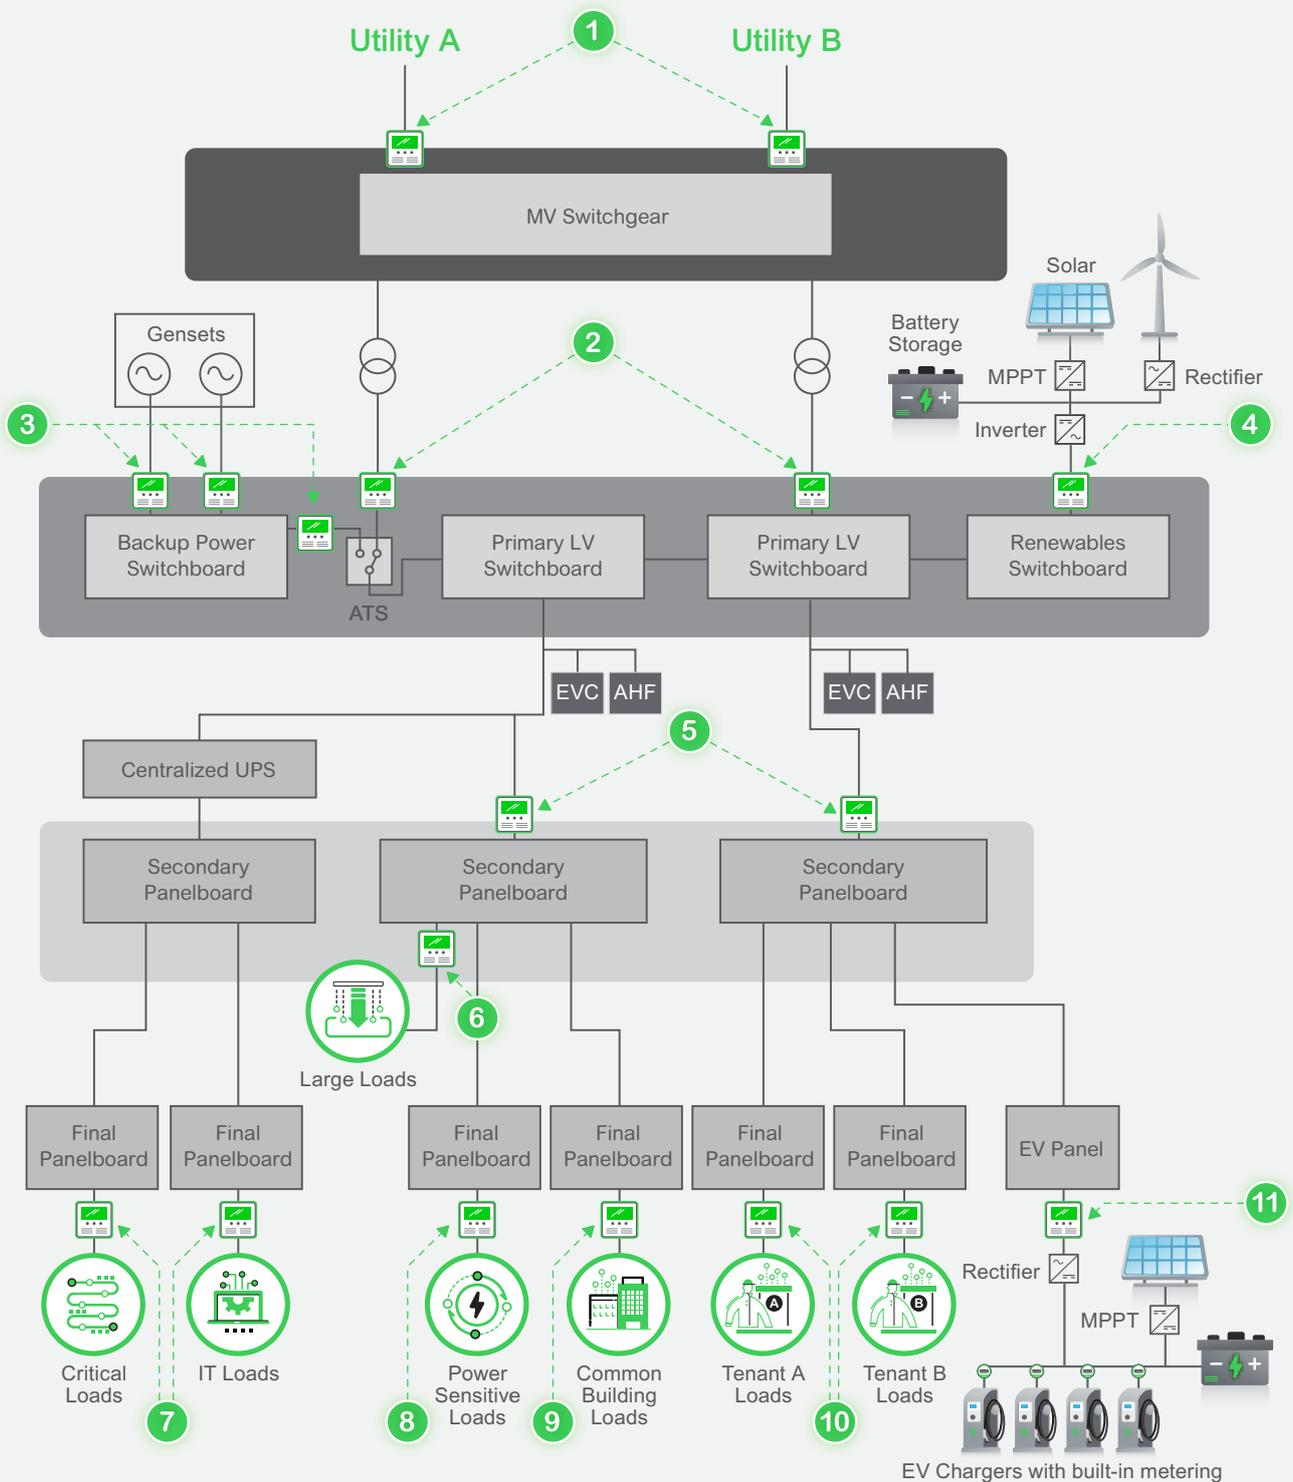 1
Utility A
Utility B
MV Switchgear
Solar
Battery
Storage
Gensets
2
MPPT
Rectifier
3
Inverter
4
Backup Power
Switchboard
Primary LV
Switchboard
Primary LV
Switchboard
Renewables
Switchboard
ATS
EVC
AHF
EVC
AHF
5
Centralized UPS
Secondary
Panelboard
Secondary
Panelboard
Secondary
Panelboard
6
Large Loads
Final
Panelboard
Final
Panelboard
Final
Panelboard
Final
Panelboard
Final
Panelboard
Final
Panelboard
EV Panel
11
Rectifier
A
B
MPPT
Critical
Loads
IT Loads
Power
Sensitive
Loads
Common
Building
Loads
Tenant A
Loads
Tenant B
Loads
7
8
9
10
EV Chargers with built-in metering